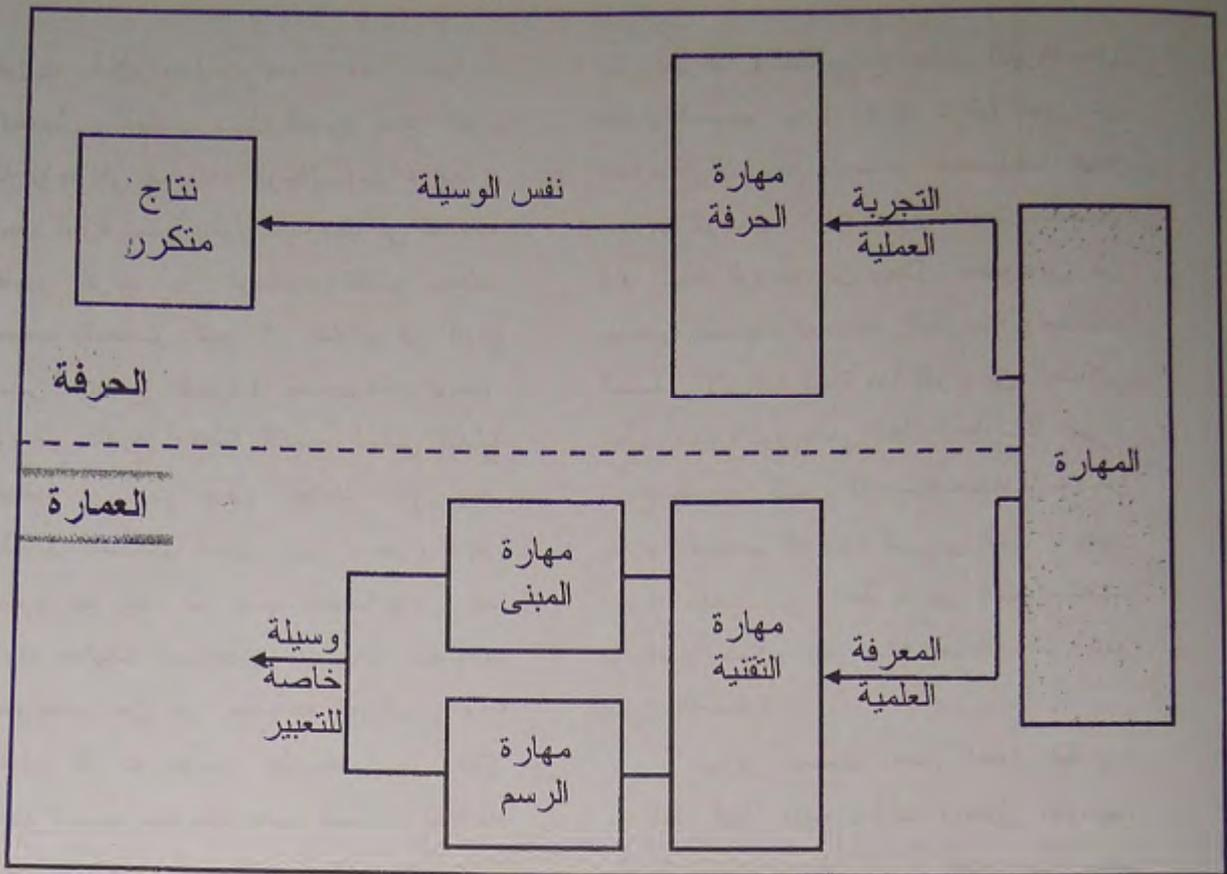 المهارة
التجربة
العملية
مهارة
الحرفة
نفس الوسيلة
نتاج
متكرر
الحرفة
العمارة
المعرفة
العلمية
مهارة
التقنية
مهارة
المبنى
مهارة
الرسم
وسيلة
خاصة
للتعبير